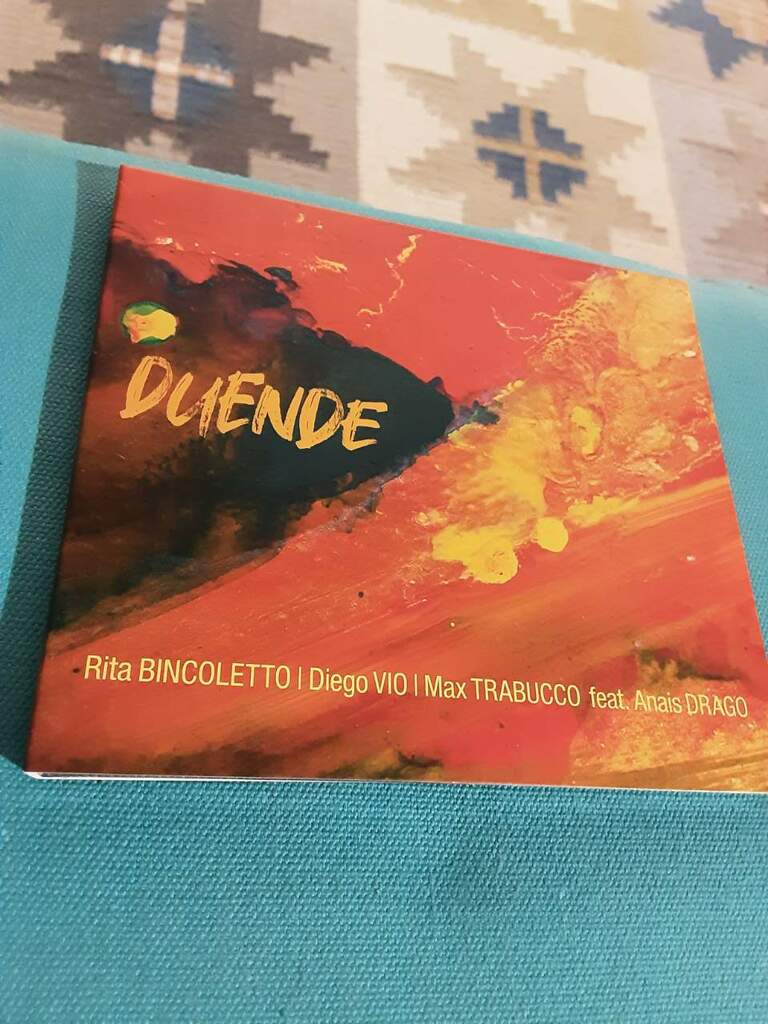 DUENDE
Rita BINCOLETTO | Diego VIO | Max TRABUCCO feat. Anais DRAGO